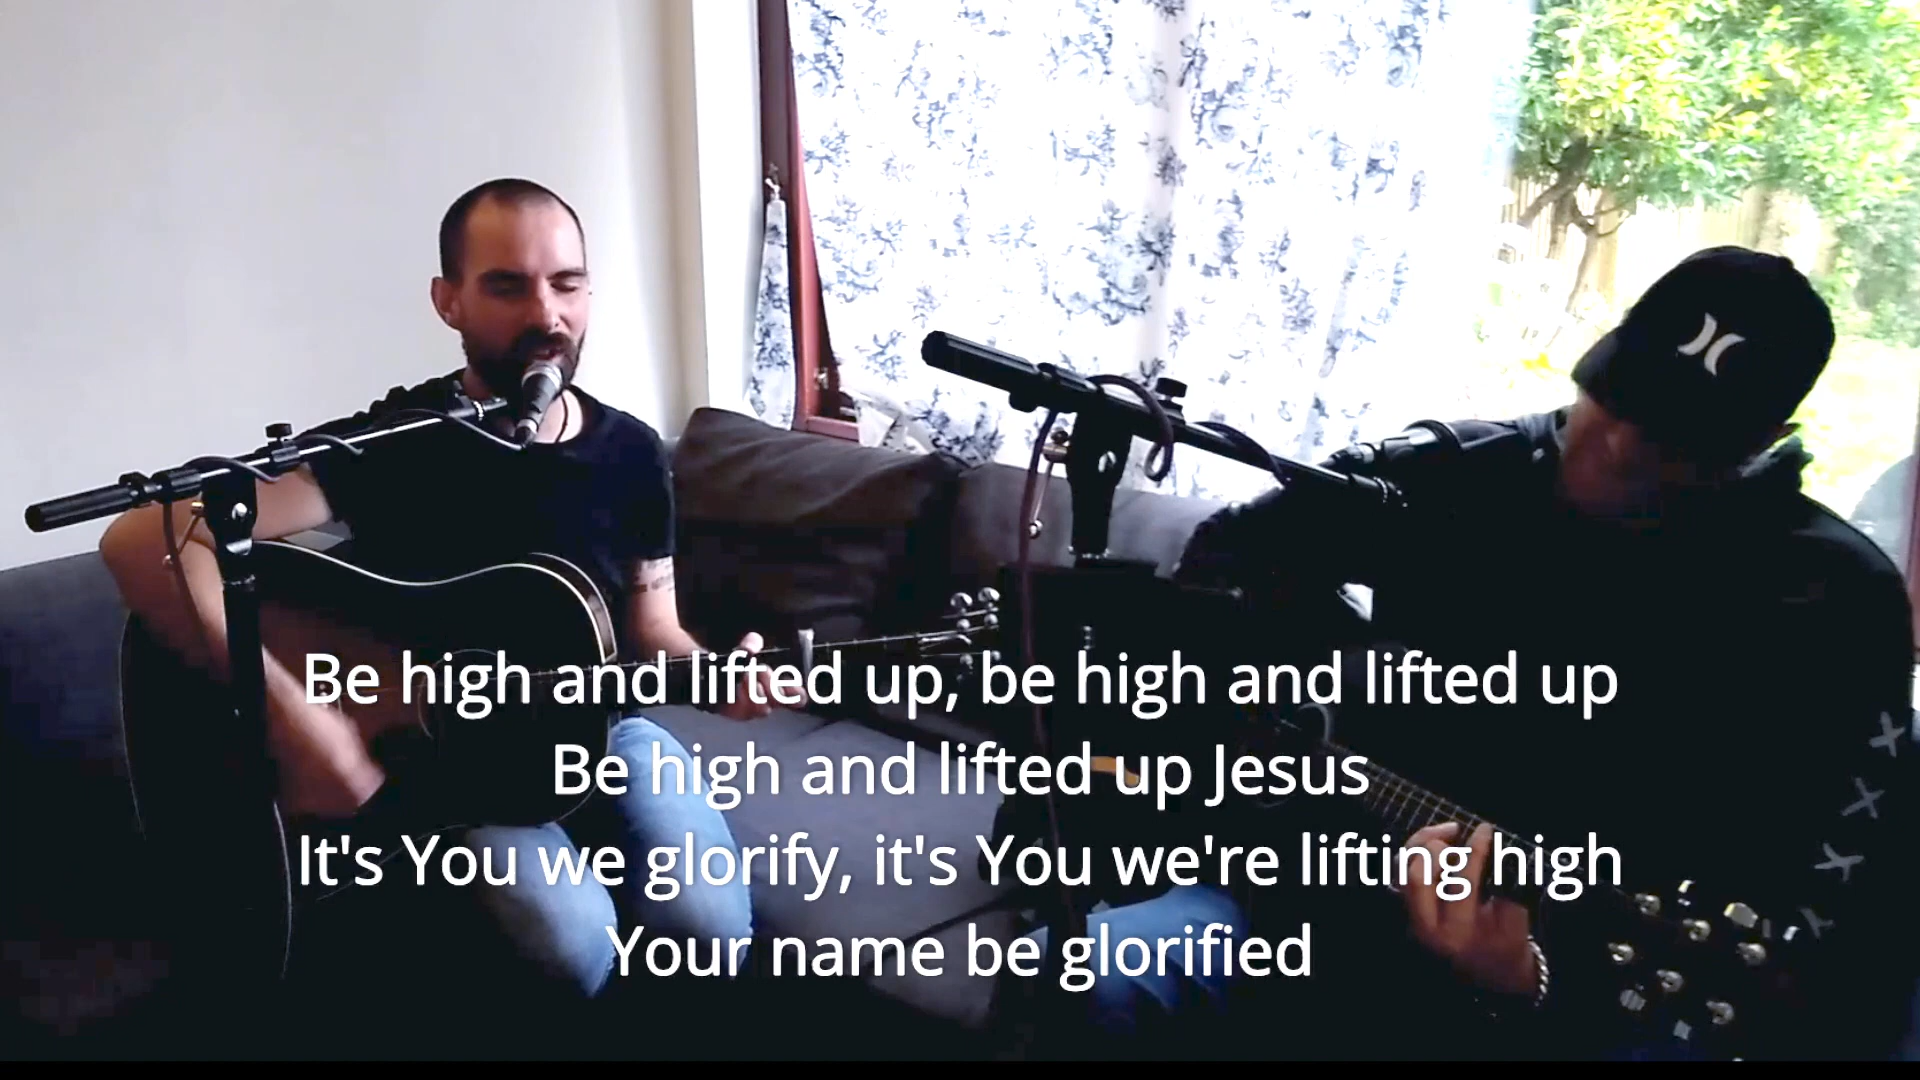 Be high and lifted up, be high and lifted up
Be high and lifted up Jesus
It's You we glorify, it's You we're lifting high
Your name be glorified